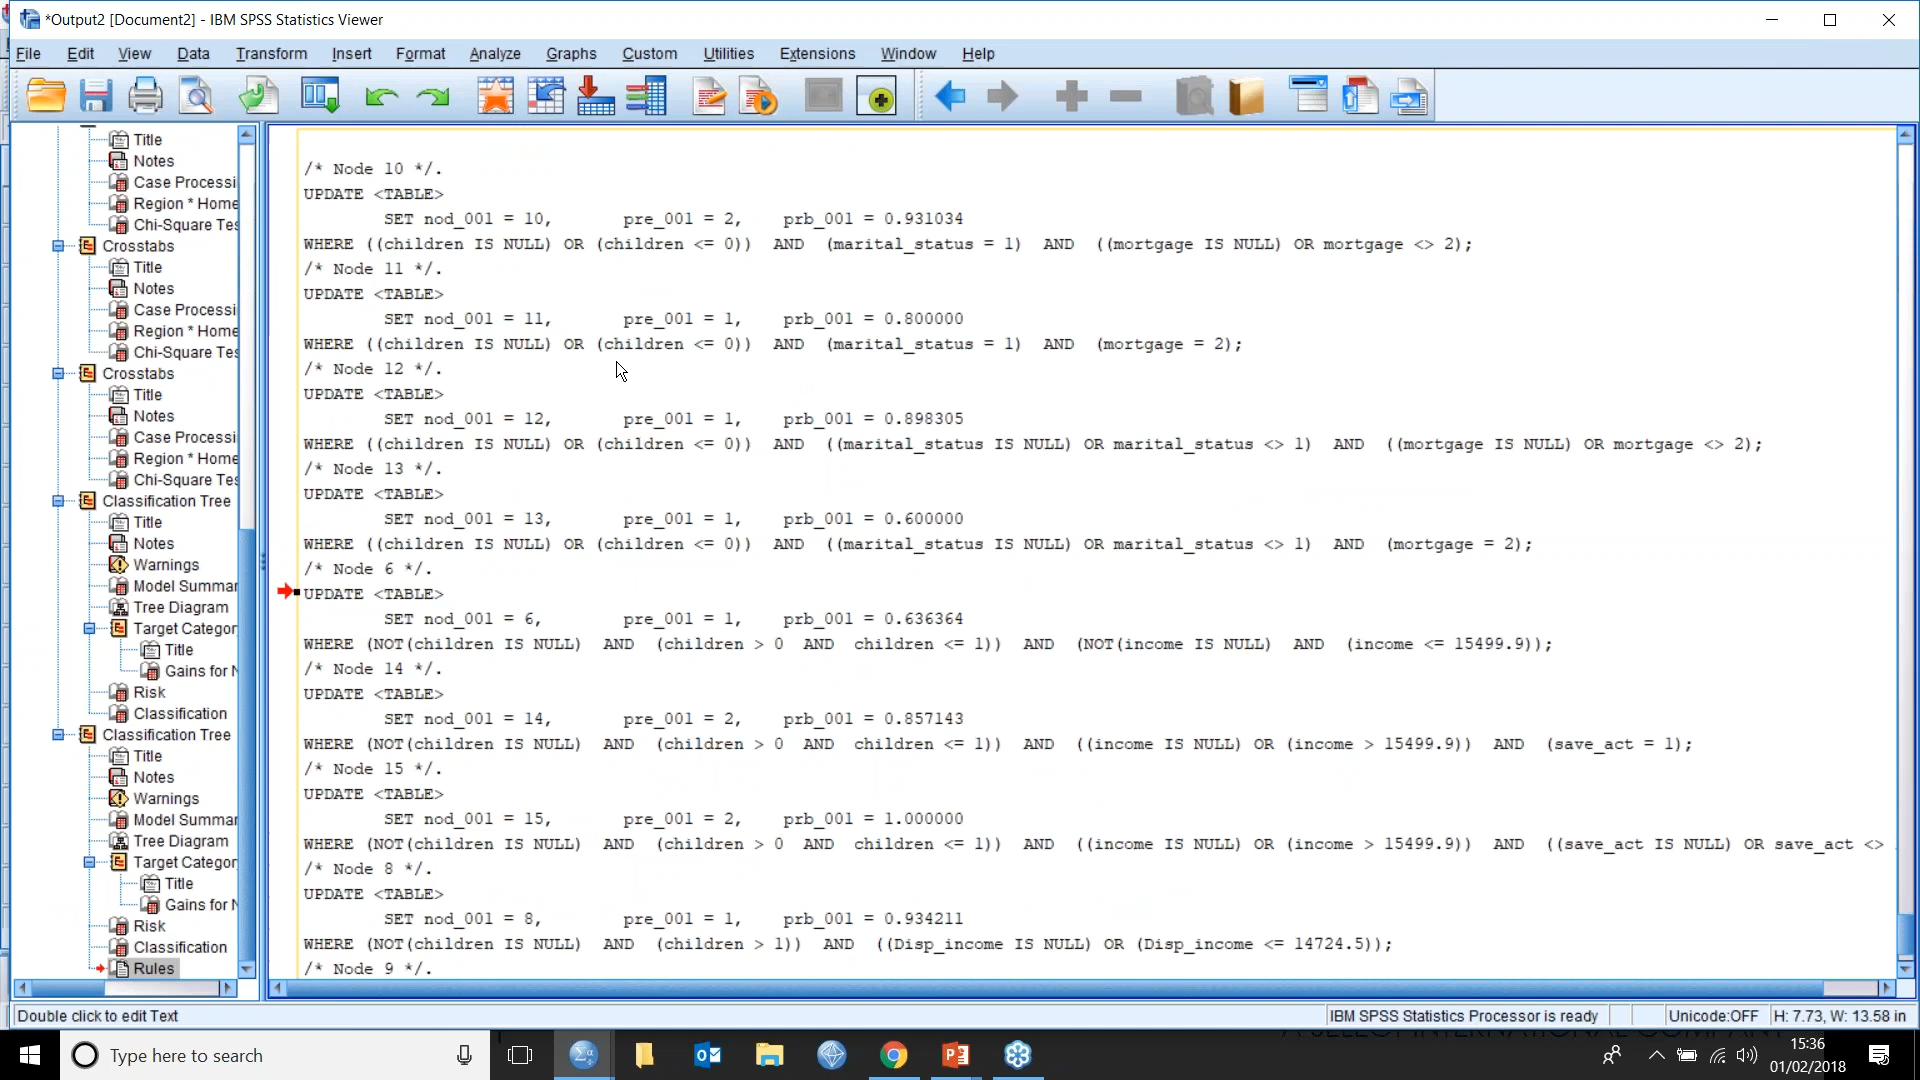 *Output2 [Document2] - IBM SPSS Statistics Viewer
File Edit View Data Transform Insert Format Analyze Graphs Custom Utilities Extensions Window Help
Title
Notes
Case Processi
Region * Home
Chi-Square Tes
Crosstabs
Title
Notes
Case Processi
Region * Home
Chi-Square Tes
Crosstabs
Title
Notes
Case Processi
Region * Home
Chi-Square Tes
Classification Tree
Title
Notes
Warnings
Model Summar
Tree Diagram
Target Categor
Title
Gains for N
Risk
Classification
Classification Tree
Title
Notes
Warnings
Model Summar
Tree Diagram
Target Categor
Title
Gains for N
Risk
Classification
Rules
/* Node 10 */.
UPDATE <TABLE>
SET nod_001 = 10, pre_001 = 2, prb_001 = 0.931034
WHERE ((children IS NULL) OR (children <= 0)) AND (marital_status = 1) AND ((mortgage IS NULL) OR mortgage <> 2);
/* Node 11 */.
UPDATE <TABLE>
SET nod_001 = 11, pre_001 = 1, prb_001 = 0.800000
WHERE ((children IS NULL) OR (children <= 0)) AND (marital_status = 1) AND (mortgage = 2);
/* Node 12 */.
UPDATE <TABLE>
SET nod_001 = 12, pre_001 = 1, prb_001 = 0.898305
WHERE ((children IS NULL) OR (children <= 0)) AND ((marital_status IS NULL) OR marital_status <> 1) AND ((mortgage IS NULL) OR mortgage <> 2);
/* Node 13 */.
UPDATE <TABLE>
SET nod_001 = 13, pre_001 = 1, prb_001 = 0.600000
WHERE ((children IS NULL) OR (children <= 0)) AND ((marital_status IS NULL) OR marital_status <> 1) AND (mortgage = 2);
/* Node 6 */.
UPDATE <TABLE>
SET nod_001 = 6, pre_001 = 1, prb_001 = 0.636364
WHERE (NOT(children IS NULL) AND (children > 0 AND children <= 1)) AND (NOT(income IS NULL) AND (income <= 15499.9));
/* Node 14 */.
UPDATE <TABLE>
SET nod_001 = 14, pre_001 = 2, prb_001 = 0.857143
WHERE (NOT(children IS NULL) AND (children > 0 AND children <= 1)) AND ((income IS NULL) OR (income > 15499.9)) AND (save_act = 1);
/* Node 15 */.
UPDATE <TABLE>
SET nod_001 = 15, pre_001 = 2, prb_001 = 1.000000
WHERE (NOT(children IS NULL) AND (children > 0 AND children <= 1)) AND ((income IS NULL) OR (income > 15499.9)) AND ((save_act IS NULL) OR save_act <>
/* Node 8 */.
UPDATE <TABLE>
SET nod_001 = 8, pre_001 = 1, prb_001 = 0.934211
WHERE (NOT(children IS NULL) AND (children > 1)) AND ((Disp_income IS NULL) OR (Disp_income <= 14724.5));
/* Node 9 */.
Double click to edit Text
IBM SPSS Statistics Processor is ready
Unicode:OFF
H: 7.73, W: 13.58 in
Type here to search
15:36
01/02/2018